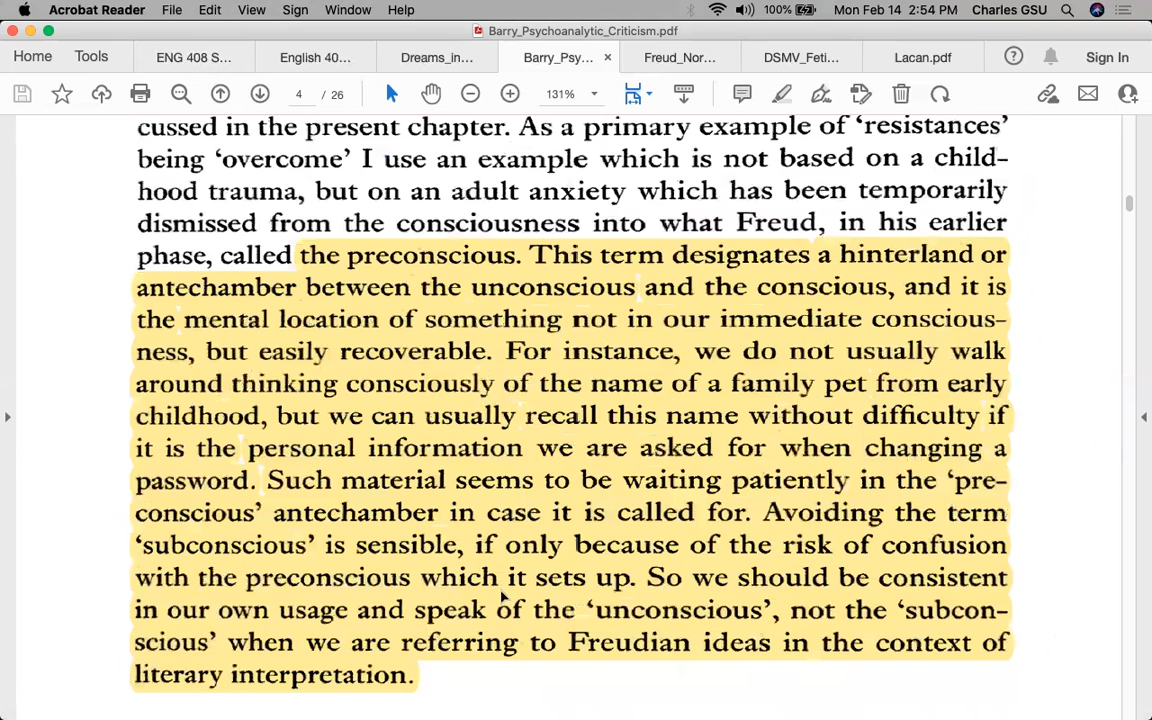 Acrobat Reader File Edit View Sign Window Help 100% Mon Feb 14 2:54 PM Charles GSU
Barry_Psychoanalytic_Criticism.pdf
Home Tools ENG 408 S... English 40... Dreams_in... Barry_Psy... × Freud_Nor... DSMV_Feti... Lacan.pdf Sign In
4 / 26 131%
cussed in the present chapter. As a primary example of ‘resistances’
being ‘overcome’ I use an example which is not based on a child-
hood trauma, but on an adult anxiety which has been temporarily
dismissed from the consciousness into what Freud, in his earlier
phase, called the preconscious. This term designates a hinterland or
antechamber between the unconscious and the conscious, and it is
the mental location of something not in our immediate conscious-
ness, but easily recoverable. For instance, we do not usually walk
around thinking consciously of the name of a family pet from early
childhood, but we can usually recall this name without difficulty if
it is the personal information we are asked for when changing a
password. Such material seems to be waiting patiently in the ‘pre-
conscious’ antechamber in case it is called for. Avoiding the term
‘subconscious’ is sensible, if only because of the risk of confusion
with the preconscious which it sets up. So we should be consistent
in our own usage and speak of the ‘unconscious’, not the ‘subcon-
scious’ when we are referring to Freudian ideas in the context of
literary interpretation.